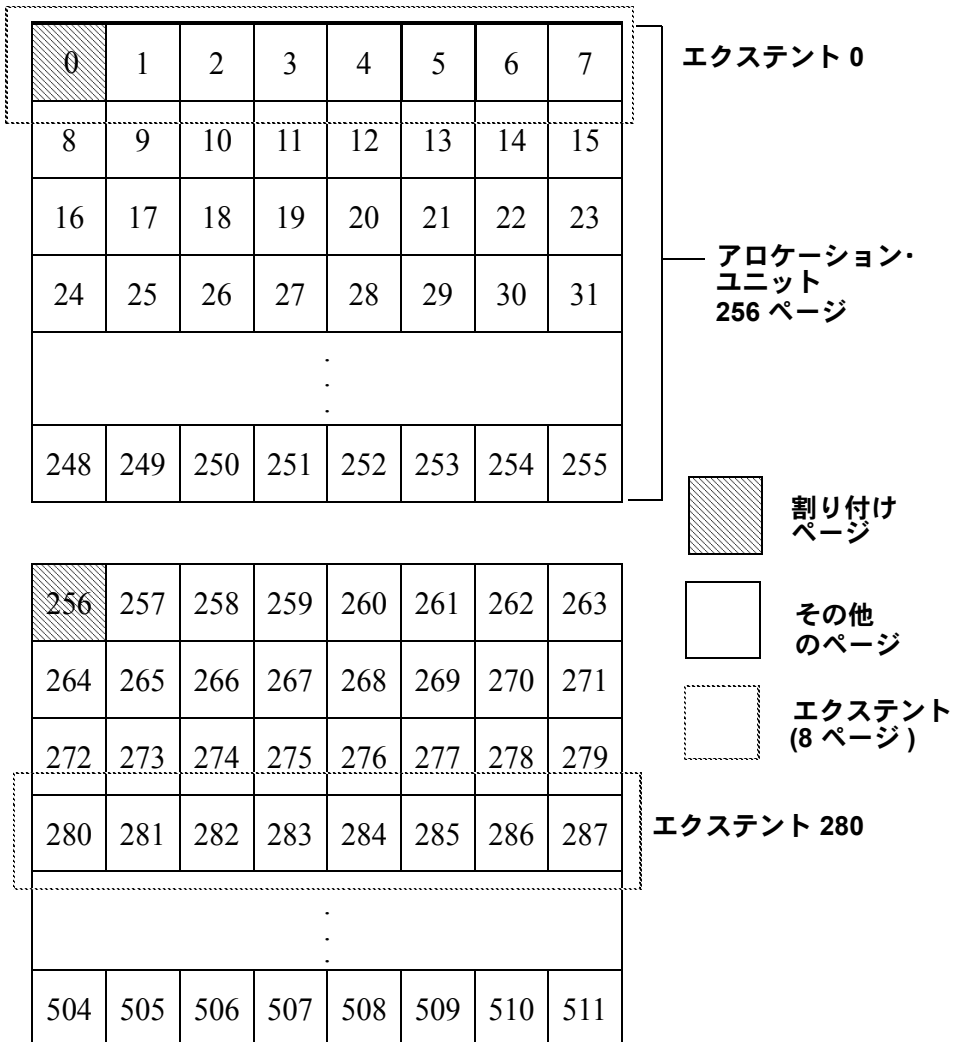 0 1 2 3 4 5 6 7
エクステント 0
8 9 10 11 12 13 14 15
16 17 18 19 20 21 22 23
24 25 26 27 28 29 30 31
アロケーション・
ユニット
256 ページ
.
.
.
248 249 250 251 252 253 254 255
割り付け
ページ
256 257 258 259 260 261 262 263
その他
のページ
264 265 266 267 268 269 270 271
エクステント
(8 ページ )
272 273 274 275 276 277 278 279
280 281 282 283 284 285 286 287
エクステント 280
.
.
.
504 505 506 507 508 509 510 511